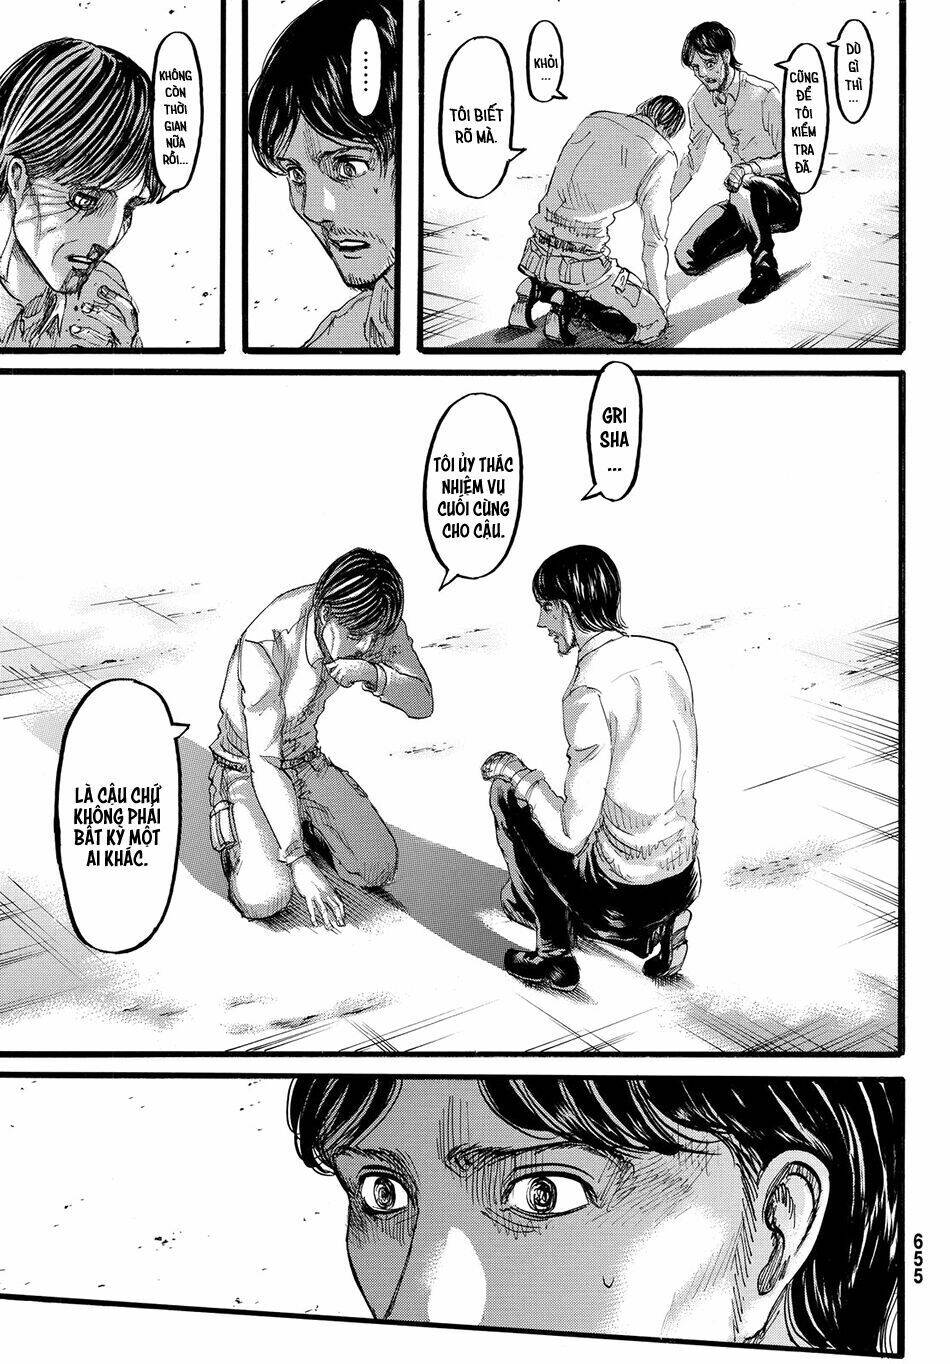 DÙ
GÌ
THÌ
...
CŨNG
ĐỂ
TÔI
KIỂM
TRA
ĐÃ.
KHỎI
...
TÔI BIẾT
RÕ MÀ.
.........
KHÔNG
CÒN
THỜI
GIAN
NỮA
RỒI...
GRI
SHA
...
TÔI ỦY THÁC
NHIỆM VỤ
CUỐI CÙNG
CHO CẬU.
LÀ CẬU CHỨ
KHÔNG PHẢI
BẤT KỲ MỘT
AI KHÁC.
655